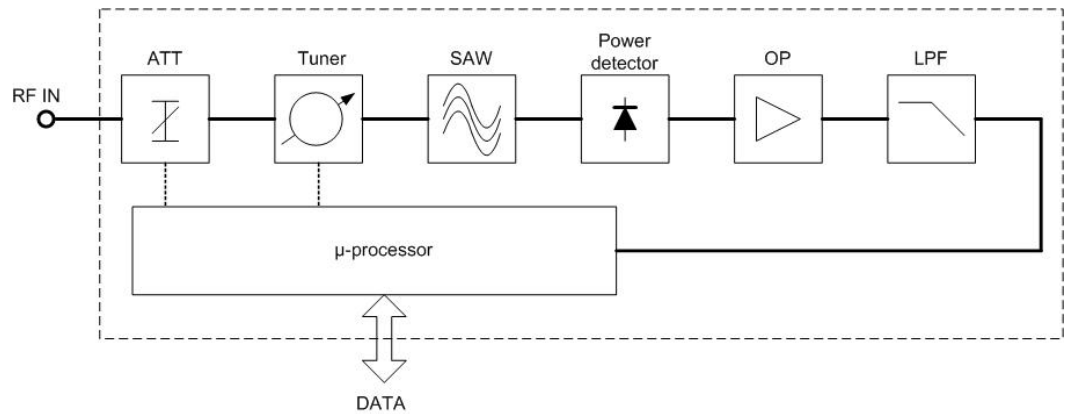 RF IN
ATT
Tuner
SAW
Power
detector
OP
LPF
μ-processor
DATA